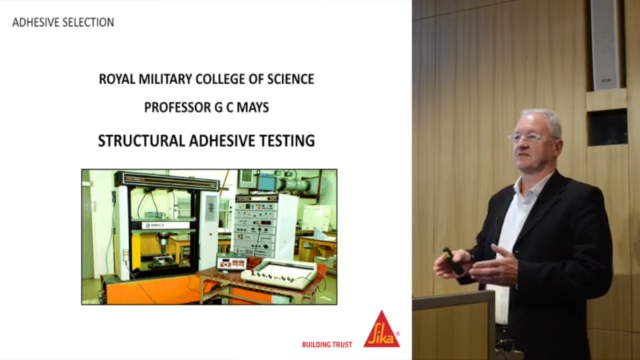 ADHESIVE SELECTION
ROYAL MILITARY COLLEGE OF SCIENCE
PROFESSOR G C MAYS
STRUCTURAL ADHESIVE TESTING
BUILDING TRUST
Sika®